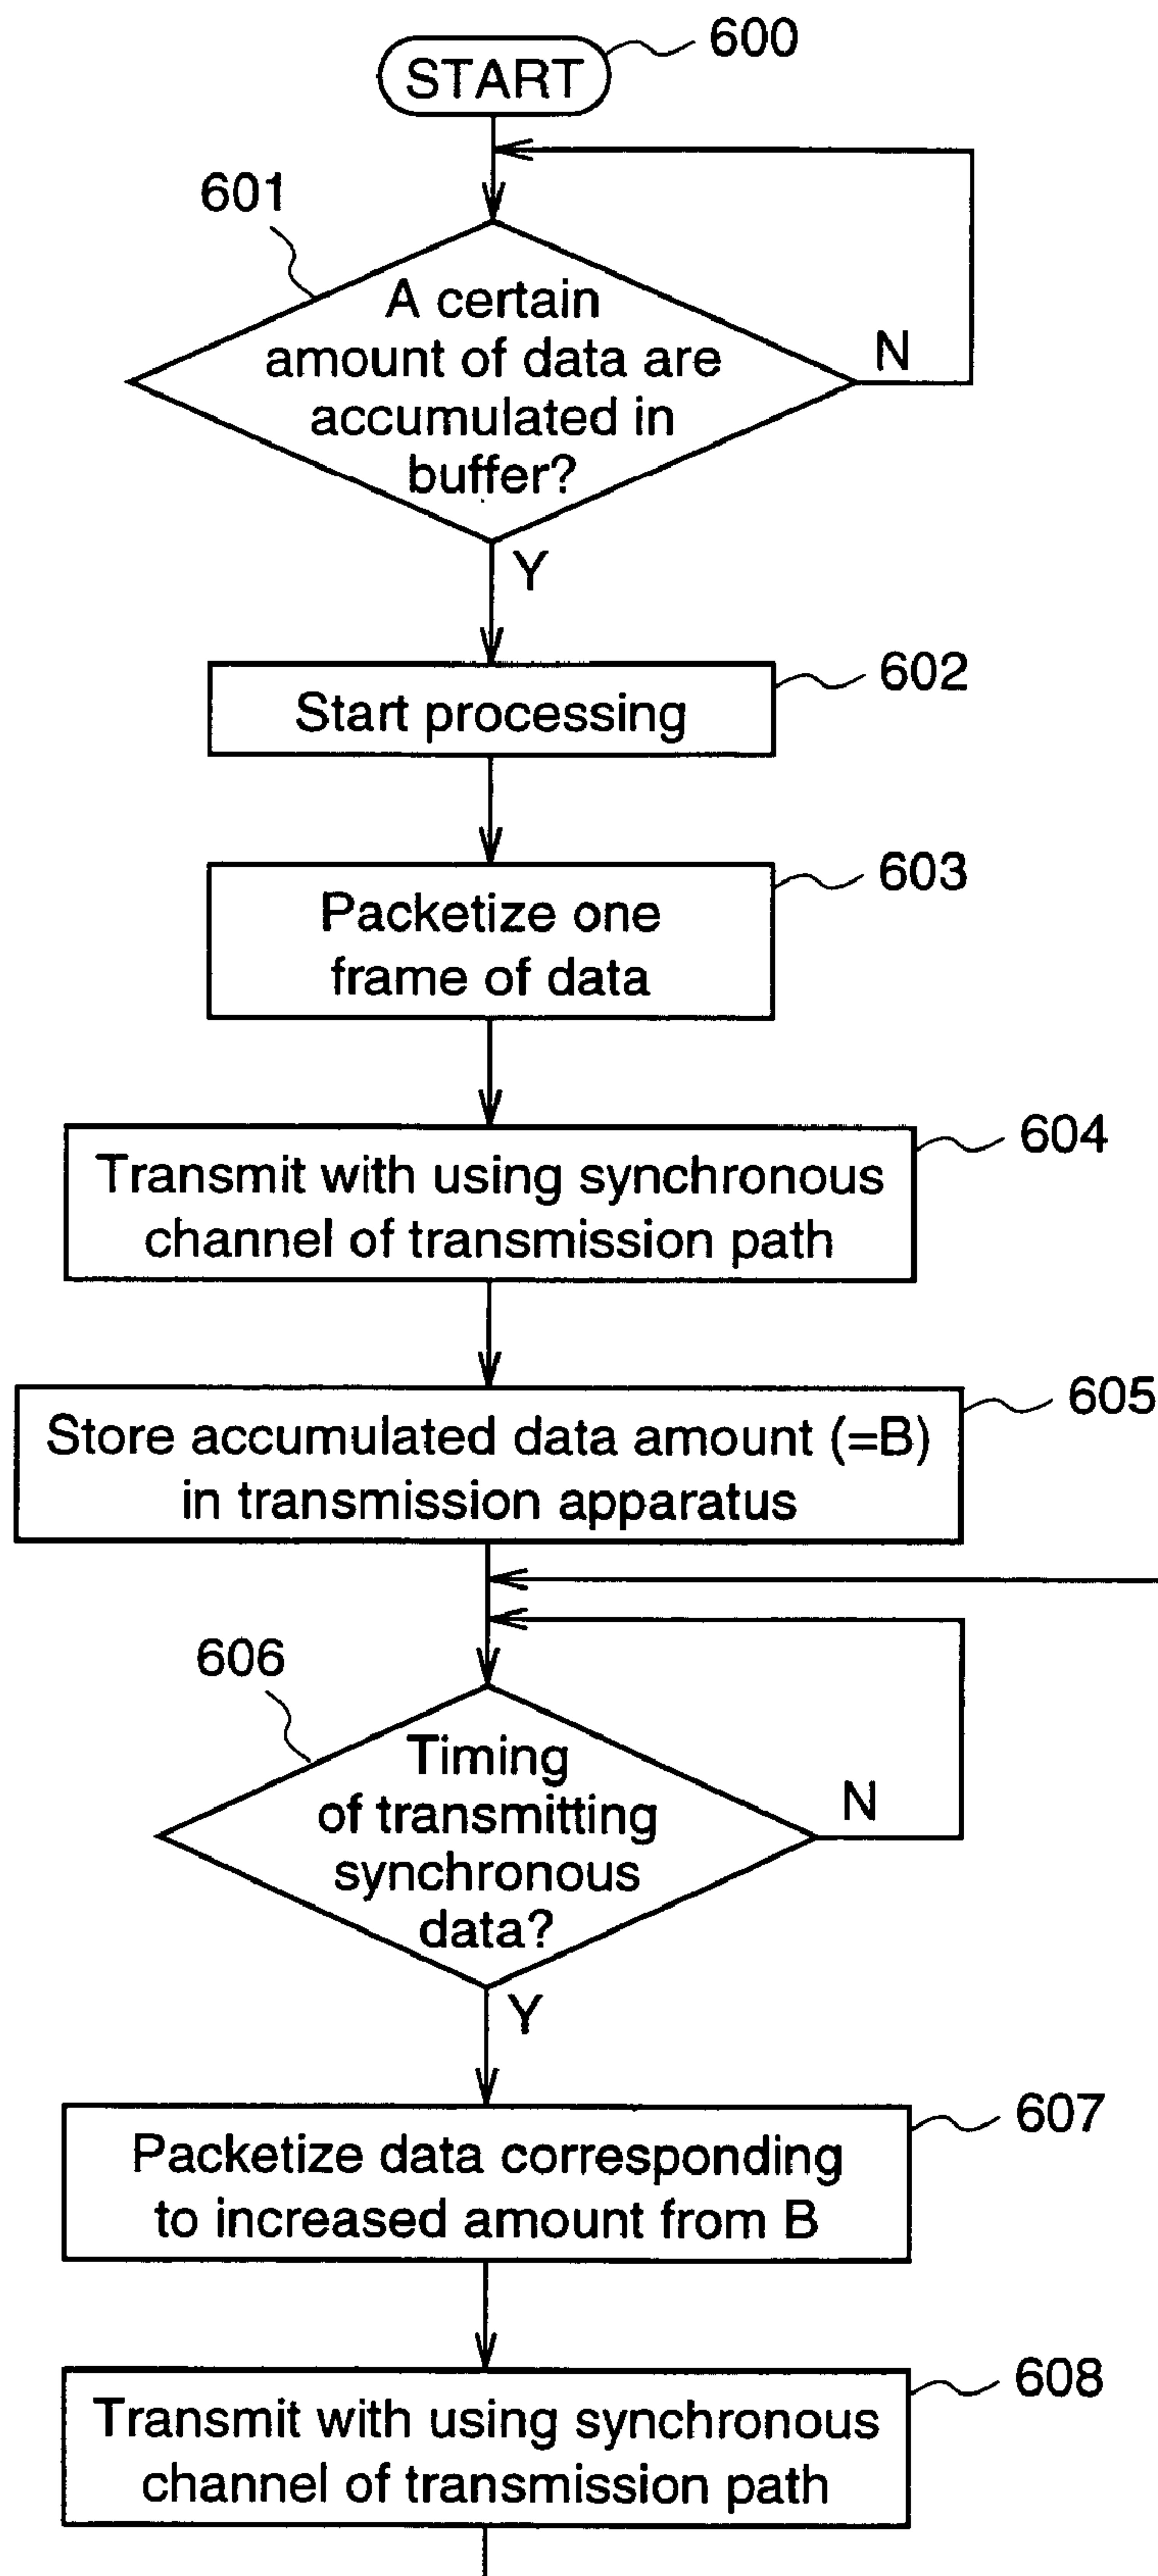 START
600
601
A certain
amount of data are
accumulated in
buffer?
N
Y
Start processing
602
Packetize one
frame of data
603
Transmit with using synchronous
channel of transmission path
604
Store accumulated data amount (=B)
in transmission apparatus
605
606
Timing
of transmitting
synchronous
data?
N
Y
Packetize data corresponding
to increased amount from B
607
Transmit with using synchronous
channel of transmission path
608